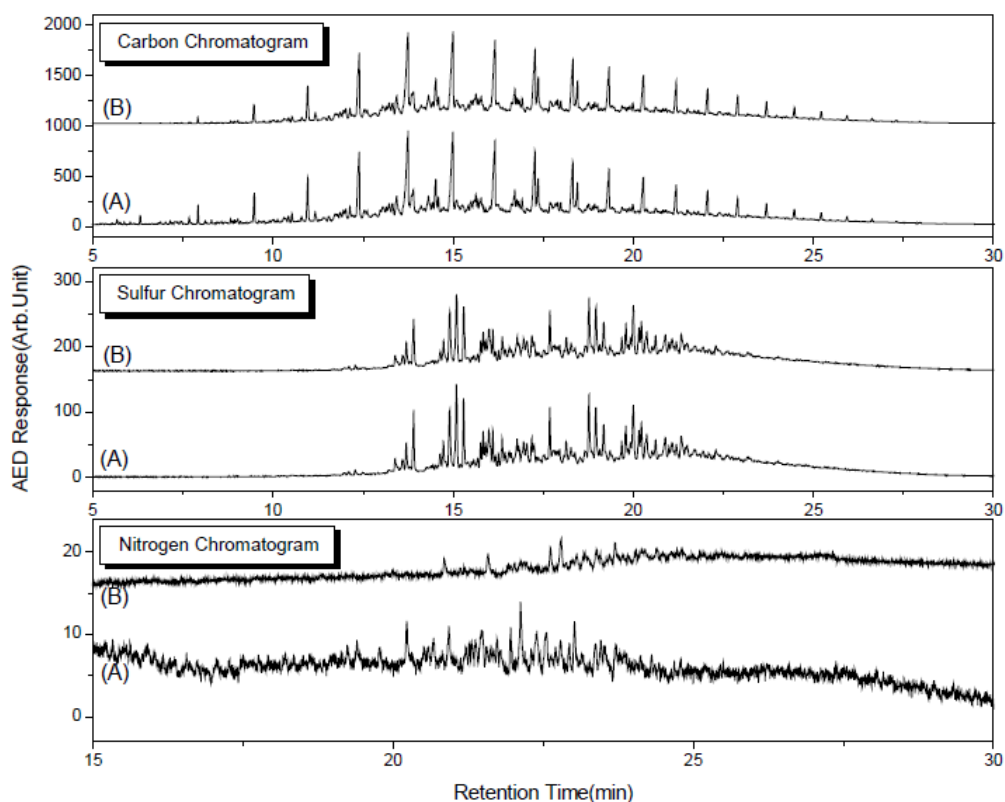 2000
Carbon Chromatogram
1500
(B)
1000
500
(A)
0
5 10 15 20 25 30
300
Sulfur Chromatogram
200
(B)
100
(A)
0
5 10 15 20 25 30
Nitrogen Chromatogram
20
(B)
10
(A)
0
15 20 25 30
AED Response(Arb.Unit)
Retention Time(min)